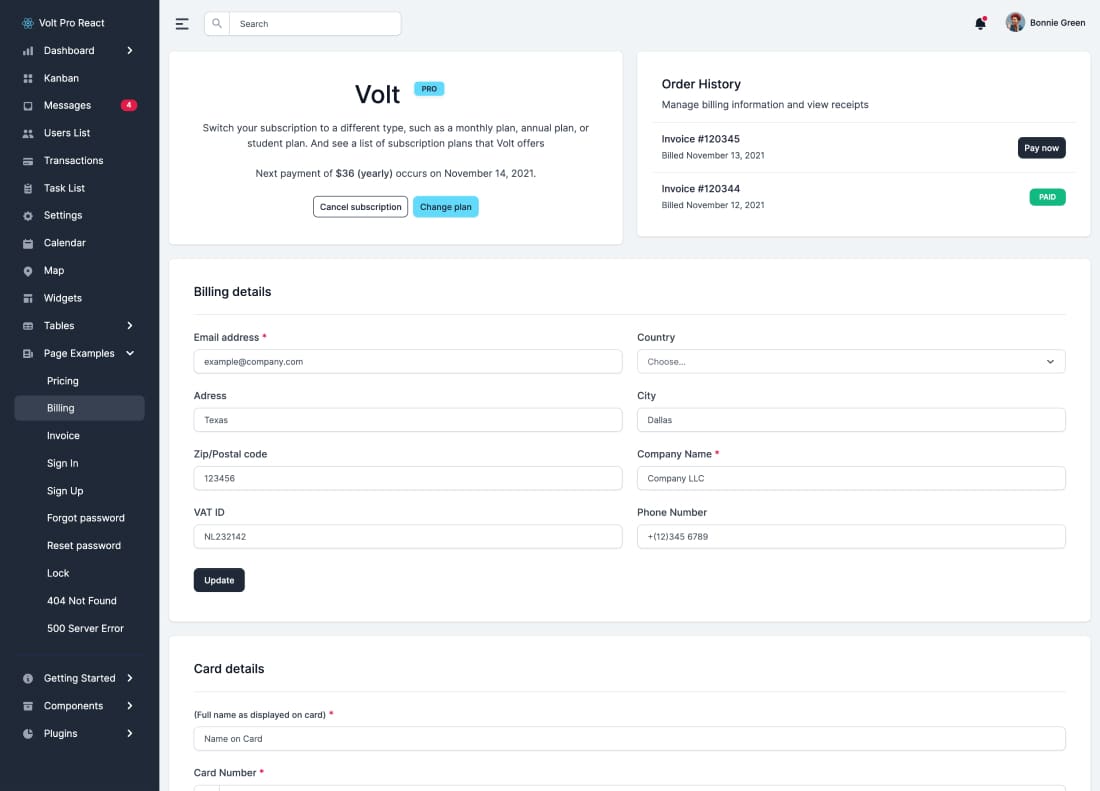 Volt Pro React
Dashboard
Kanban
Messages 4
Users List
Transactions
Task List
Settings
Calendar
Map
Widgets
Tables
Page Examples
Pricing
Billing
Invoice
Sign In
Sign Up
Forgot password
Reset password
Lock
404 Not Found
500 Server Error
Getting Started
Components
Plugins
Search
Bonnie Green
Volt PRO
Switch your subscription to a different type, such as a monthly plan, annual plan, or
student plan. And see a list of subscription plans that Volt offers
Next payment of $36 (yearly) occurs on November 14, 2021.
Cancel subscription Change plan
Order History
Manage billing information and view receipts
Invoice #120345
Billed November 13, 2021
Pay now
Invoice #120344
Billed November 12, 2021
PAID
Billing details
Email address *
example@company.com
Country
Choose...
Adress
Texas
City
Dallas
Zip/Postal code
123456
Company Name *
Company LLC
VAT ID
NL232142
Phone Number
+(12)345 6789
Update
Card details
(Full name as displayed on card) *
Name on Card
Card Number *